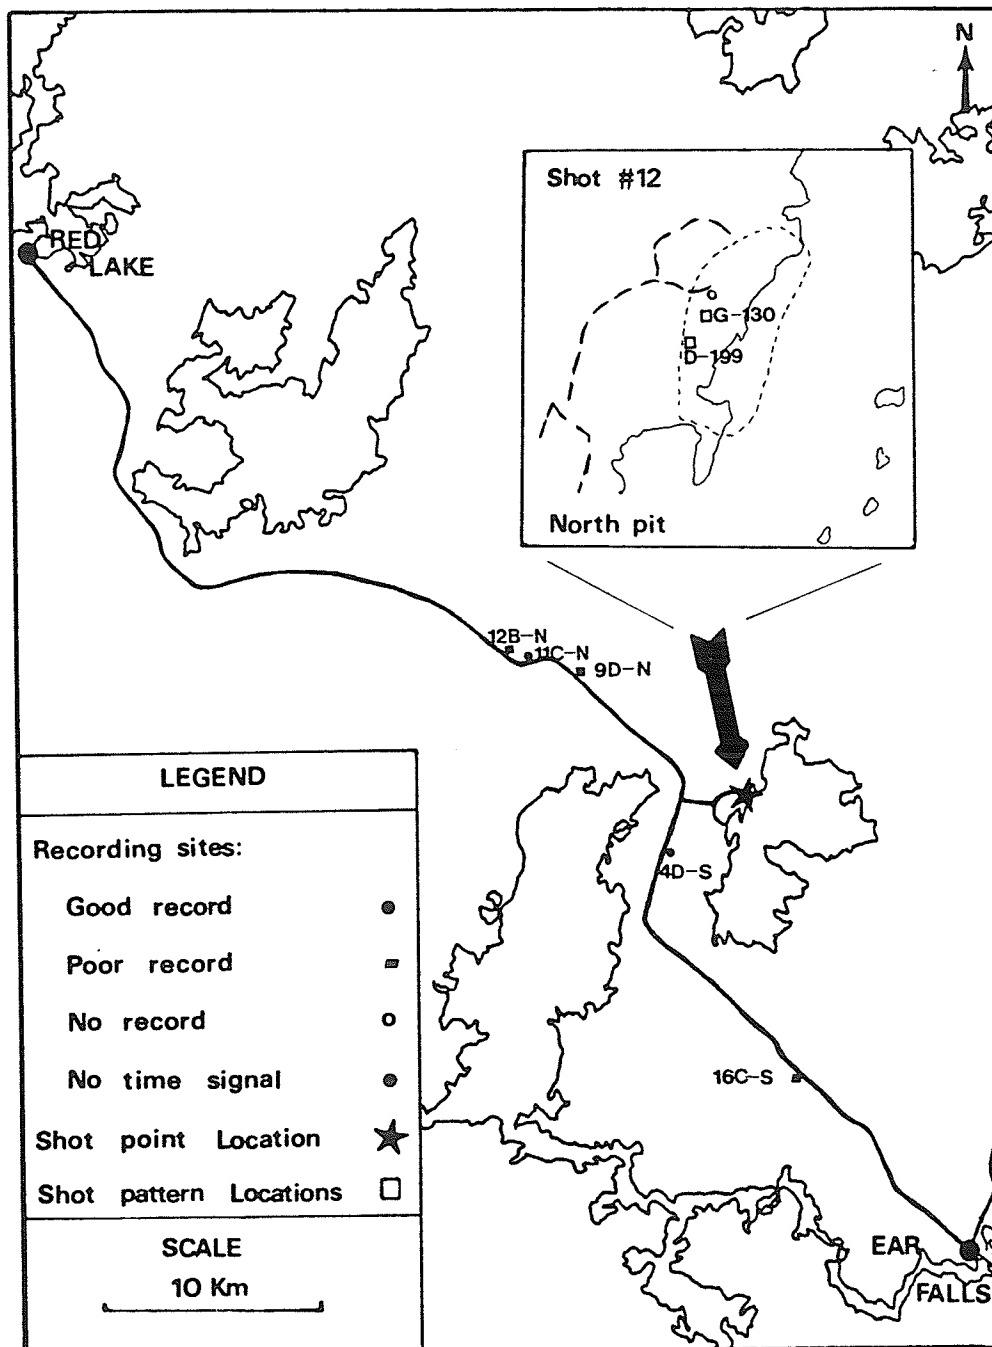 N
Shot #12
RED
LAKE
G-130
D-199
North pit
12B-N
11C-N
9D-N
LEGEND
Recording sites:
4D-S
Good record
Poor record
No record
No time signal
16C-S
Shot point Location
Shot pattern Locations
SCALE
10 Km
EAR
FALLS